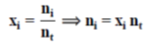 xᵢ = nᵢ/nₜ ⟹ nᵢ = xᵢ nₜ